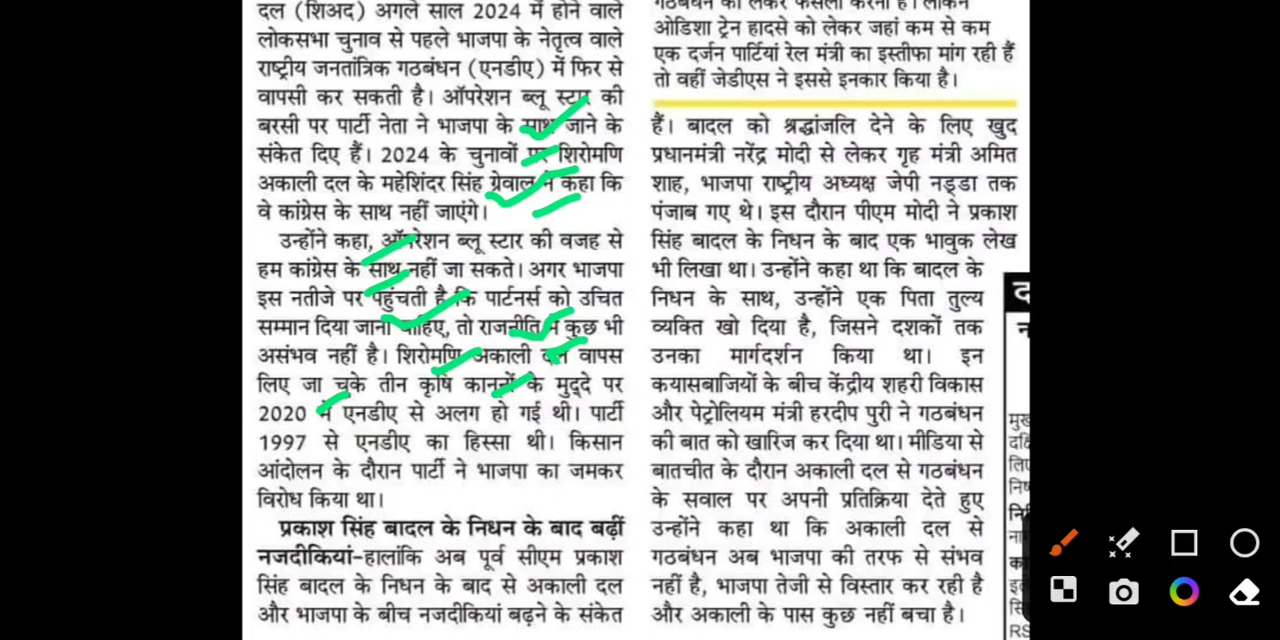 दल (शिअद) अगले साल 2024 में होने वाले
लोकसभा चुनाव से पहले भाजपा के नेतृत्व वाले
राष्ट्रीय जनतांत्रिक गठबंधन (एनडीए) में फिर से
वापसी कर सकती है। ऑपरेशन ब्लू स्टार की
बरसी पर पार्टी नेता ने भाजपा के साथ जाने के
संकेत दिए हैं। 2024 के चुनावों पर शिरोमणि
अकाली दल के महेशिंदर सिंह ग्रेवाल ने कहा कि
वे कांग्रेस के साथ नहीं जाएंगे।
उन्होंने कहा, ऑपरेशन ब्लू स्टार की वजह से
हम कांग्रेस के साथ नहीं जा सकते। अगर भाजपा
इस नतीजे पर पहुंचती है कि पार्टनर्स को उचित
सम्मान दिया जाना चाहिए, तो राजनीति में कुछ भी
असंभव नहीं है। शिरोमणि अकाली दल वापस
लिए जा चुके तीन कृषि कानूनों के मुद्दे पर
2020 में एनडीए से अलग हो गई थी। पार्टी
1997 से एनडीए का हिस्सा थी। किसान
आंदोलन के दौरान पार्टी ने भाजपा का जमकर
विरोध किया था।
प्रकाश सिंह बादल के निधन के बाद बढ़ीं
नजदीकियां-हालांकि अब पूर्व सीएम प्रकाश
सिंह बादल के निधन के बाद से अकाली दल
और भाजपा के बीच नजदीकियां बढ़ने के संकेत
गठबंधन को लेकर फैसला करना है। लेकिन
ओडिशा ट्रेन हादसे को लेकर जहां कम से कम
एक दर्जन पार्टियां रेल मंत्री का इस्तीफा मांग रही हैं
तो वहीं जेडीएस ने इससे इनकार किया है।
हैं। बादल को श्रद्धांजलि देने के लिए खुद
प्रधानमंत्री नरेंद्र मोदी से लेकर गृह मंत्री अमित
शाह, भाजपा राष्ट्रीय अध्यक्ष जेपी नड्डा तक
पंजाब गए थे। इस दौरान पीएम मोदी ने प्रकाश
सिंह बादल के निधन के बाद एक भावुक लेख
भी लिखा था। उन्होंने कहा था कि बादल के
निधन के साथ, उन्होंने एक पिता तुल्य
व्यक्ति खो दिया है, जिसने दशकों तक
उनका मार्गदर्शन किया था। इन
कयासबाजियों के बीच केंद्रीय शहरी विकास
और पेट्रोलियम मंत्री हरदीप पुरी ने गठबंधन
की बात को खारिज कर दिया था। मीडिया से
बातचीत के दौरान अकाली दल से गठबंधन
के सवाल पर अपनी प्रतिक्रिया देते हुए
उन्होंने कहा था कि अकाली दल से
गठबंधन अब भाजपा की तरफ से संभव
नहीं है, भाजपा तेजी से विस्तार कर रही है
और अकाली के पास कुछ नहीं बचा है।